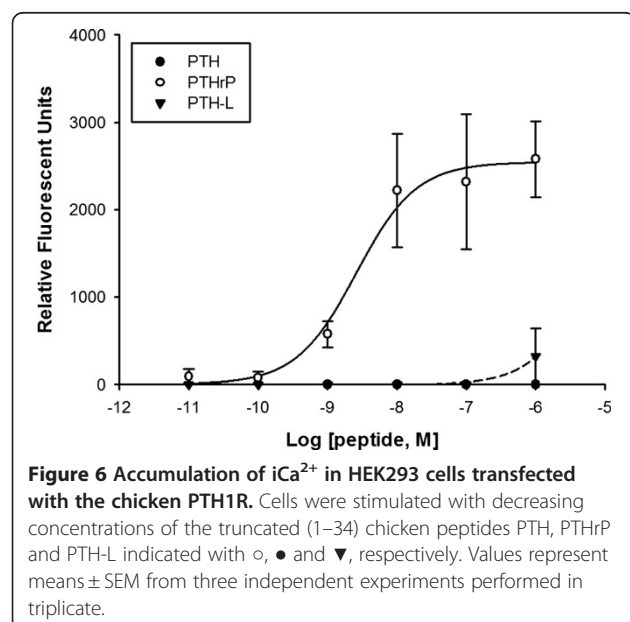 4000
PTH
PTHrP
PTH-L
3000
2000
1000
0
Relative Fluorescent Units
-12 -11 -10 -9 -8 -7 -6 -5
Log [peptide, M]
Figure 6 Accumulation of iCa²⁺ in HEK293 cells transfected
with the chicken PTH1R. Cells were stimulated with decreasing
concentrations of the truncated (1–34) chicken peptides PTH, PTHrP
and PTH-L indicated with ○, ● and ▼, respectively. Values represent
means ± SEM from three independent experiments performed in
triplicate.